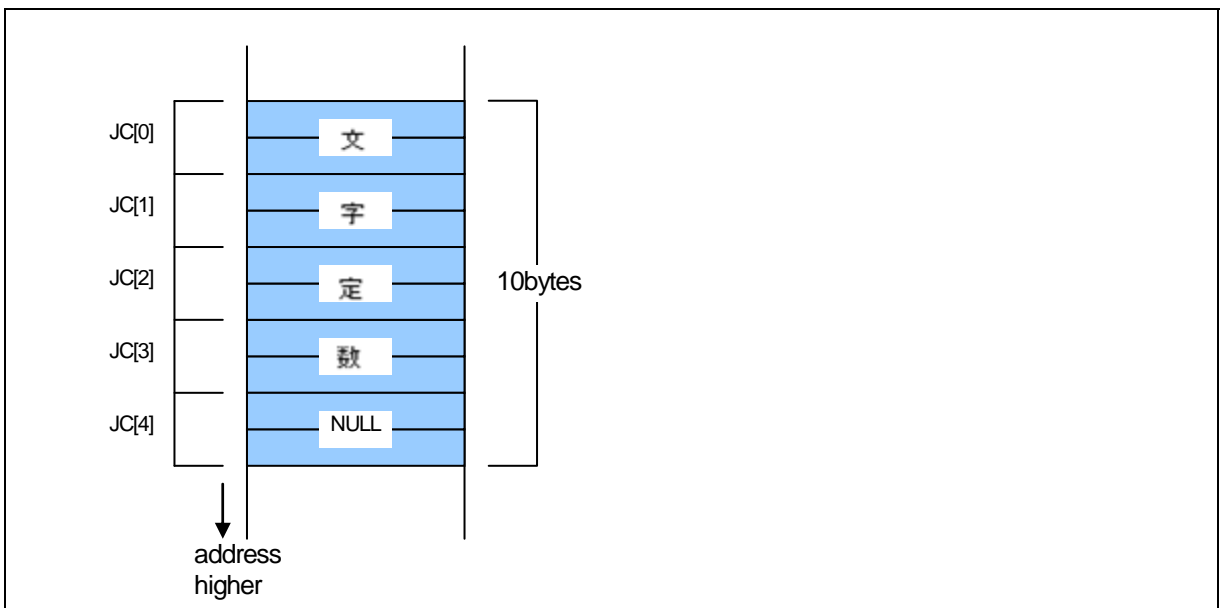 JC[0]
文
JC[1]
字
JC[2]
定
10bytes
JC[3]
数
JC[4]
NULL
address
higher